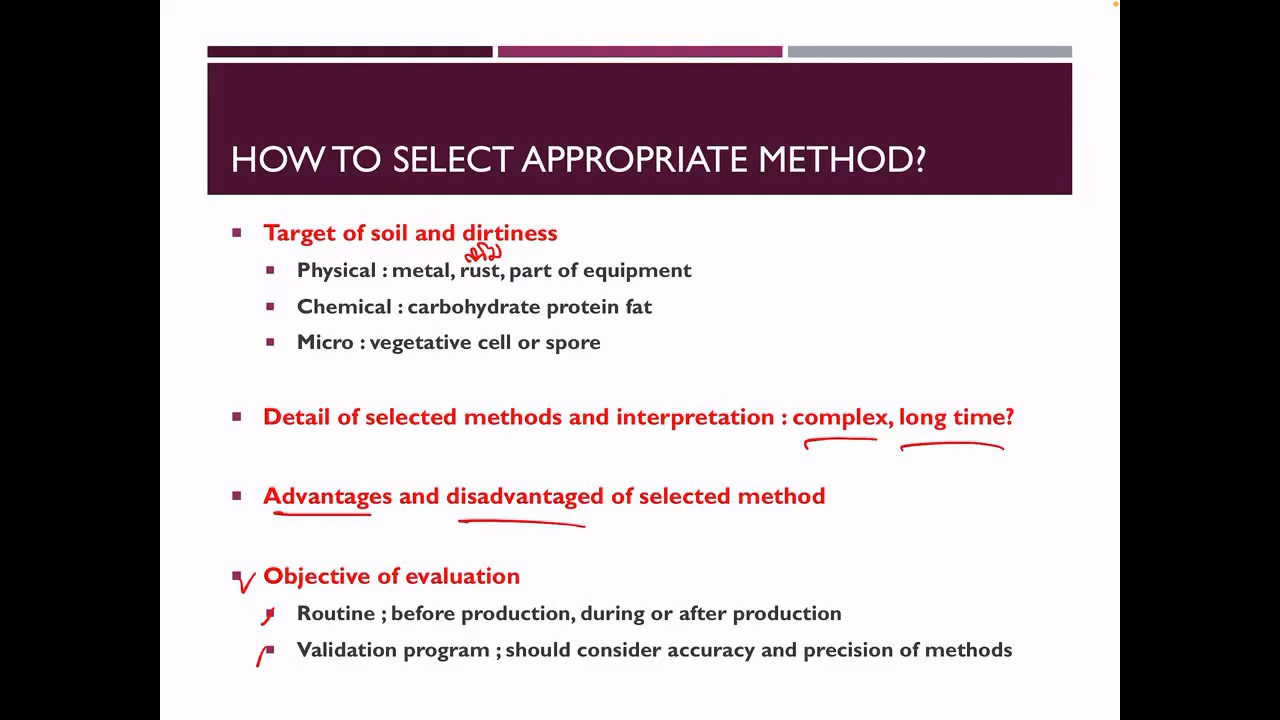 HOW TO SELECT APPROPRIATE METHOD?
Target of soil and dirtiness
Physical : metal, rust, part of equipment
Chemical : carbohydrate protein fat
Micro : vegetative cell or spore
Detail of selected methods and interpretation : complex, long time?
Advantages and disadvantaged of selected method
Objective of evaluation
Routine ; before production, during or after production
Validation program ; should consider accuracy and precision of methods